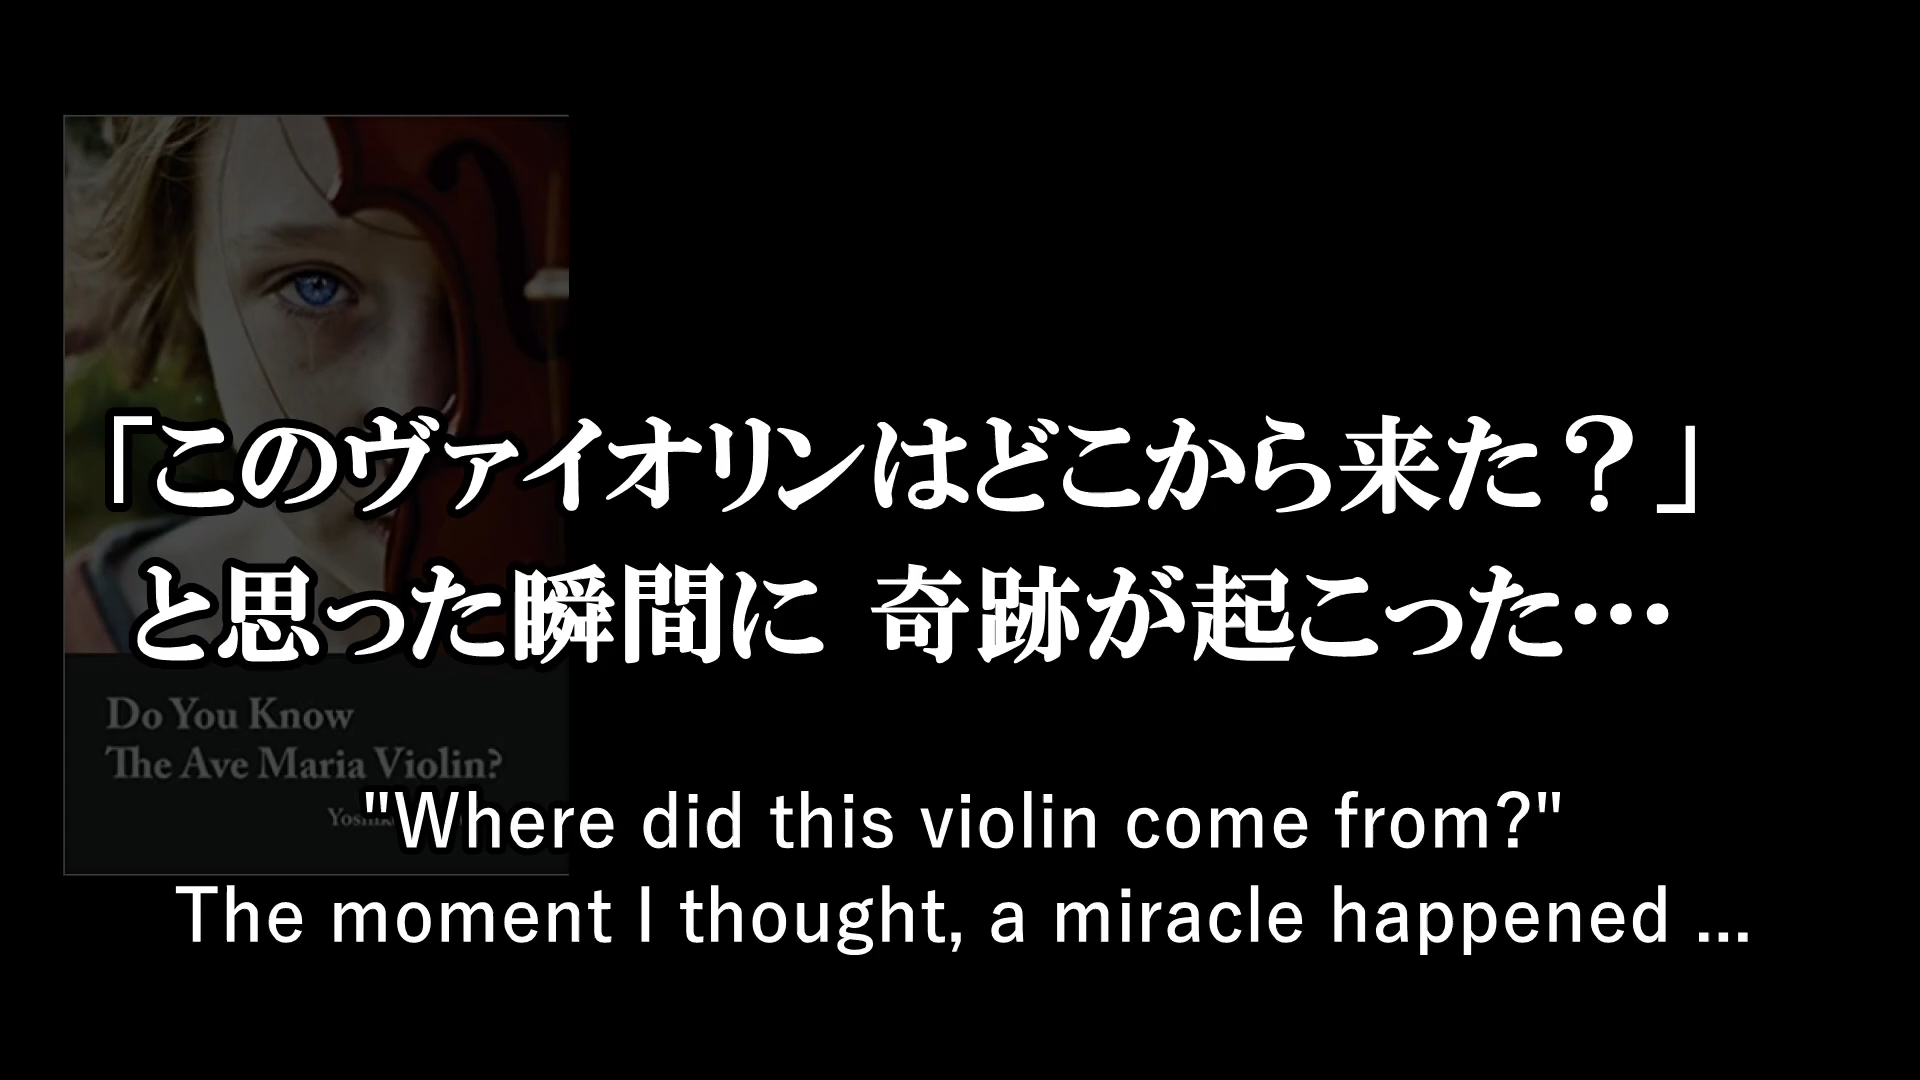 「このヴァイオリンはどこから来た？」
と思った瞬間に 奇跡が起こった…
Do You Know
The Ave Maria Violin?
"Where did this violin come from?"
The moment I thought, a miracle happened ...